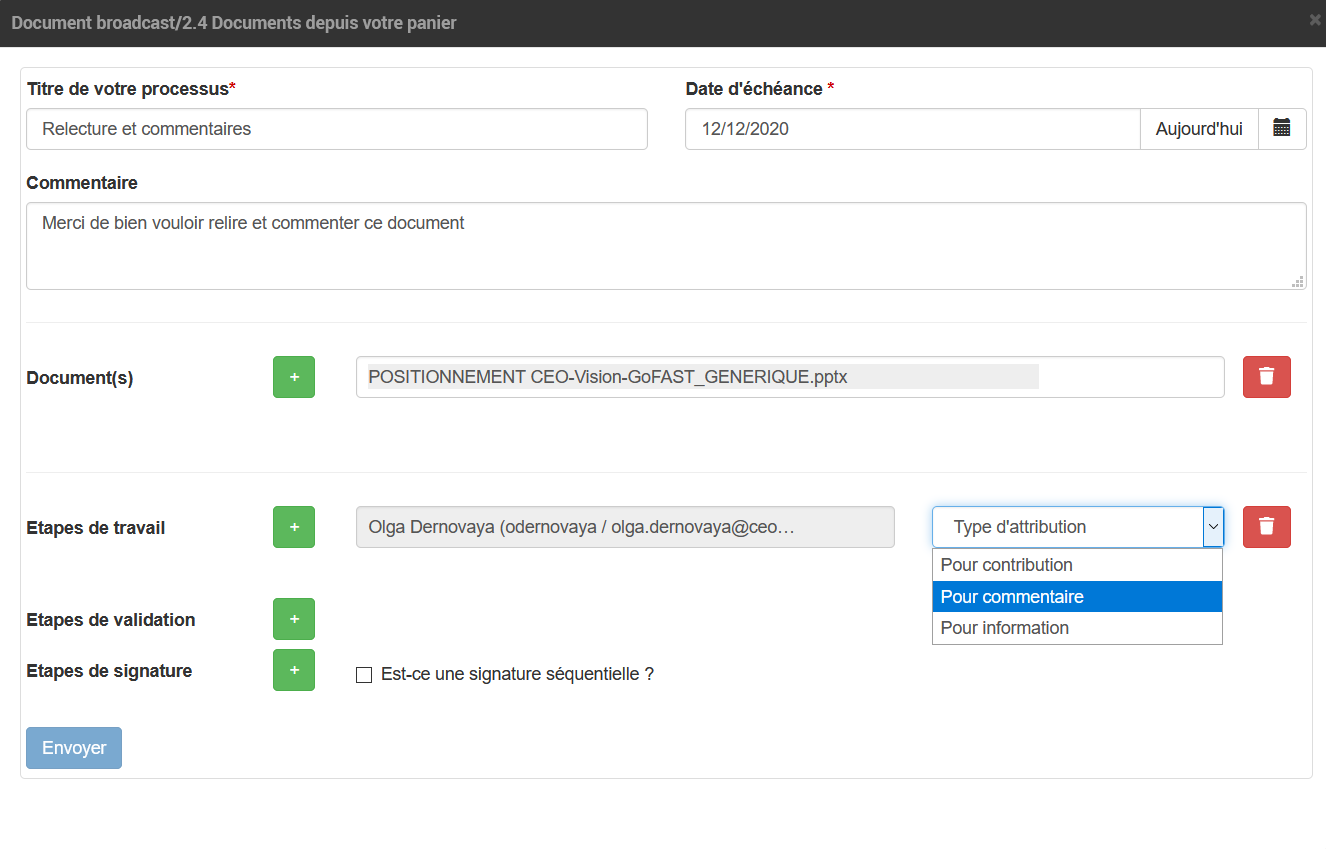 Document broadcast/2.4 Documents depuis votre panier
×
Titre de votre processus*
Date d'échéance *
Relecture et commentaires
12/12/2020
Aujourd'hui
Commentaire
Merci de bien vouloir relire et commenter ce document
Document(s)
+
POSITIONNEMENT CEO-Vision-GoFAST_GENERIQUE.pptx
Etapes de travail
+
Olga Dernovaya (odernovaya / olga.dernovaya@ceo…
Type d'attribution
Pour contribution
Pour commentaire
Pour information
Etapes de validation
+
Etapes de signature
+
Est-ce une signature séquentielle ?
Envoyer